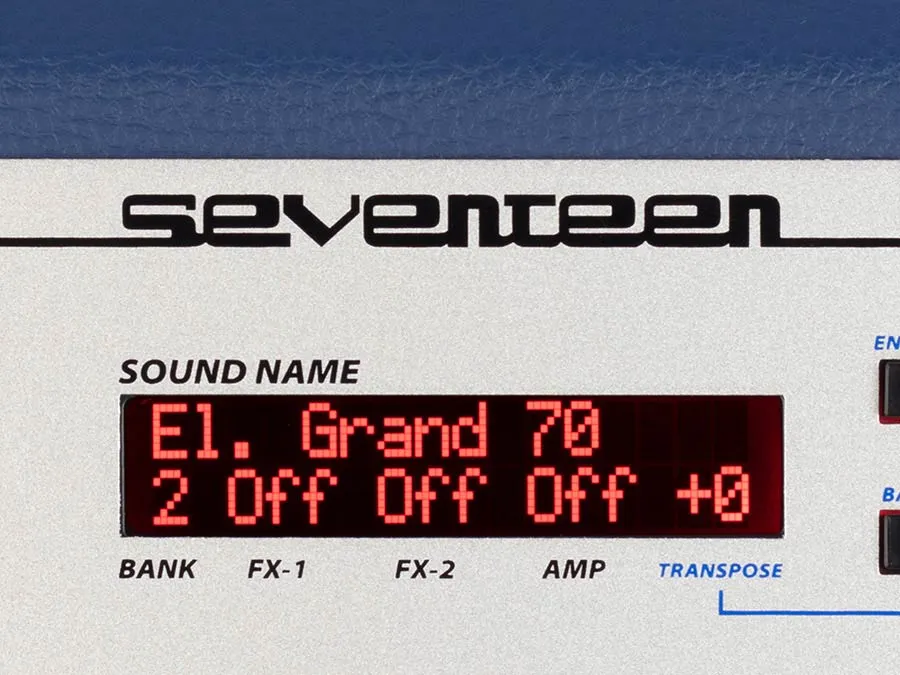 seventeen
SOUND NAME
El. Grand 70
2 Off Off Off +0
BANK FX-1 FX-2 AMP TRANSPOSE